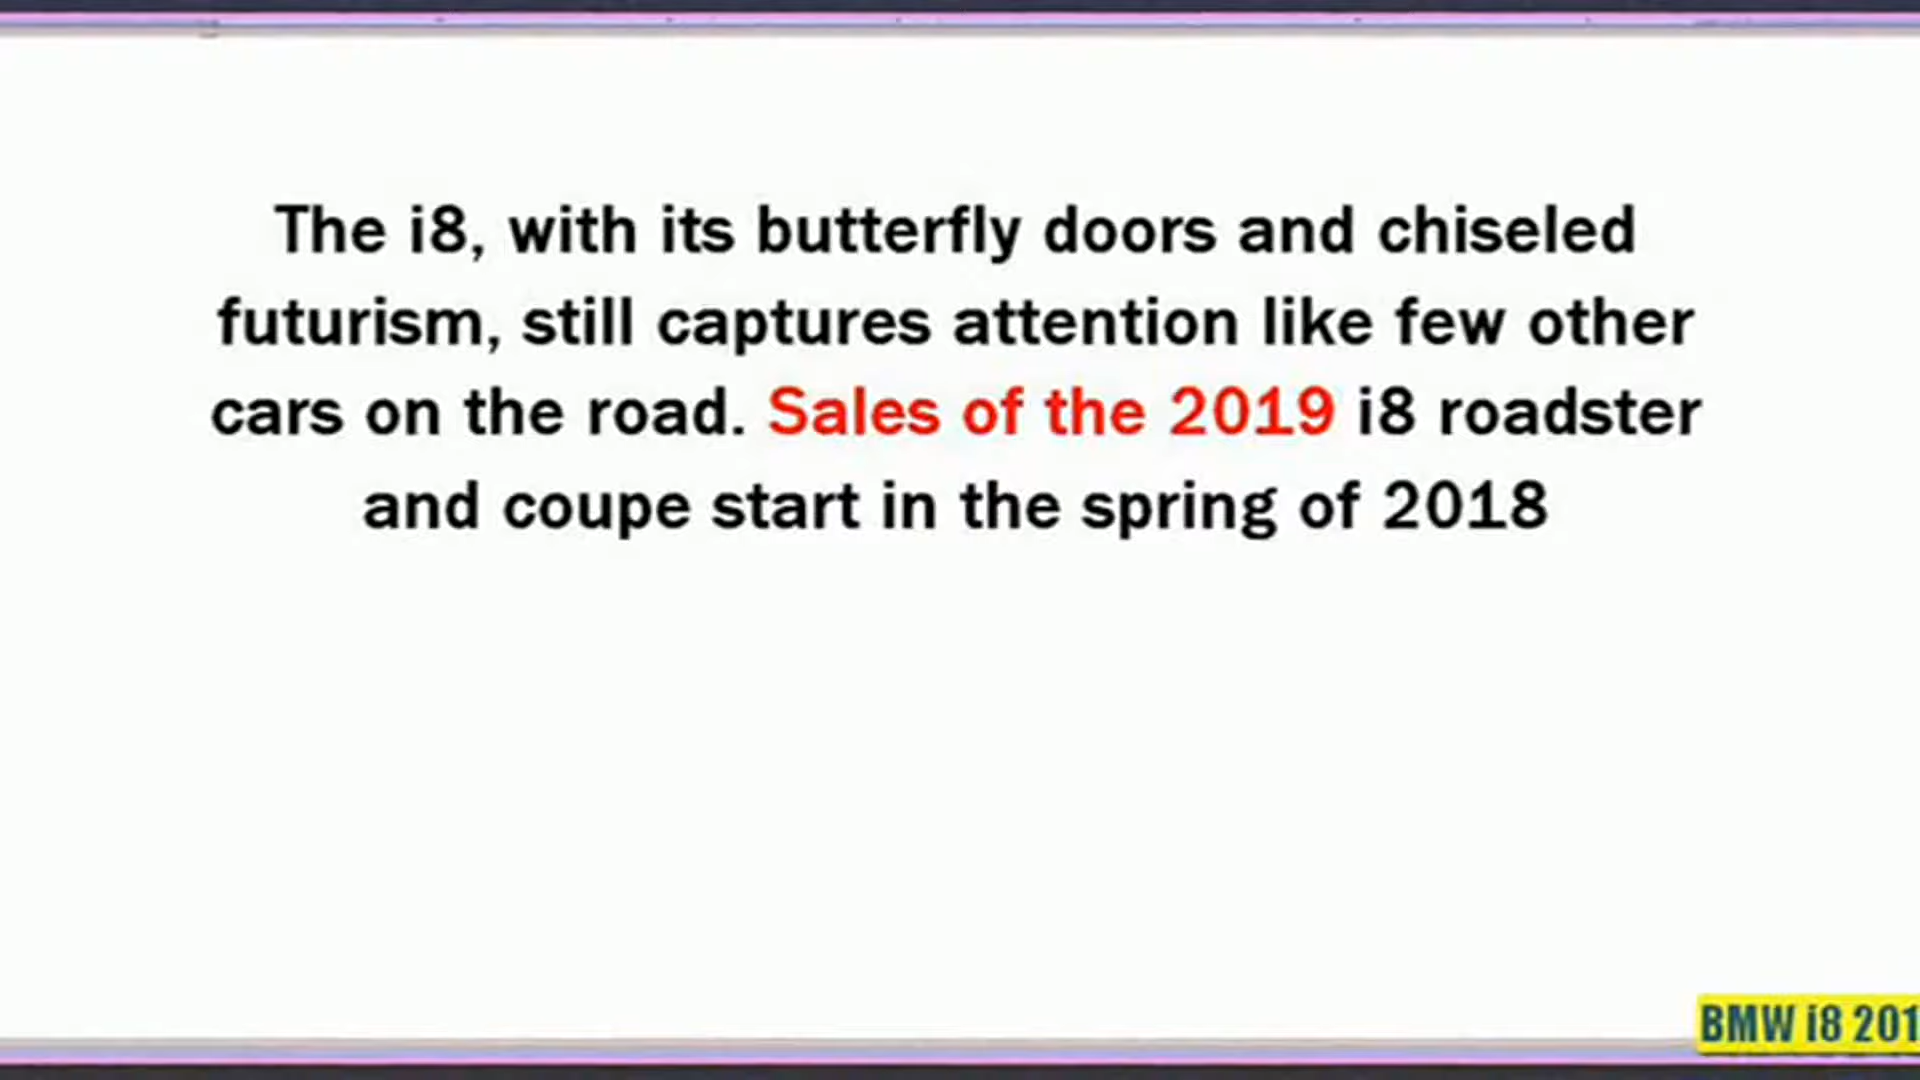 The i8, with its butterfly doors and chiseled
futurism, still captures attention like few other
cars on the road. Sales of the 2019 i8 roadster
and coupe start in the spring of 2018
BMW i8 201